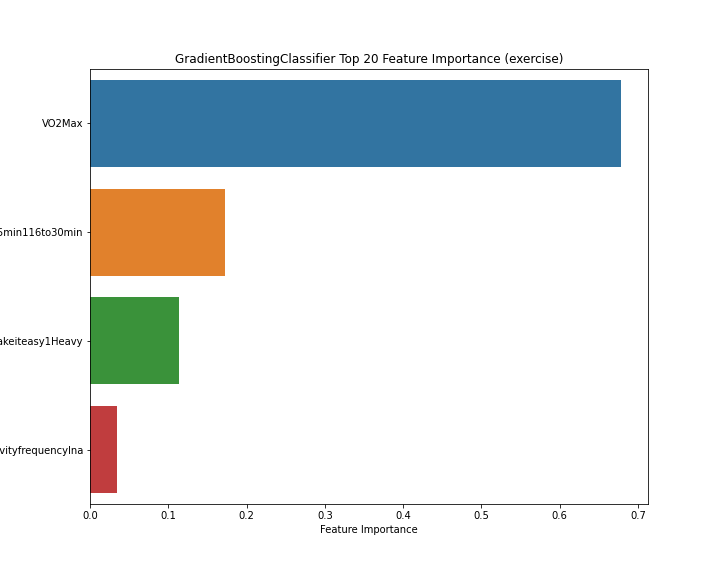 GradientBoostingClassifier Top 20 Feature Importance (exercise)
VO2Max
5min116to30min
akeiteasy1Heavy
vityfrequencyIna
0.0 0.1 0.2 0.3 0.4 0.5 0.6 0.7
Feature Importance